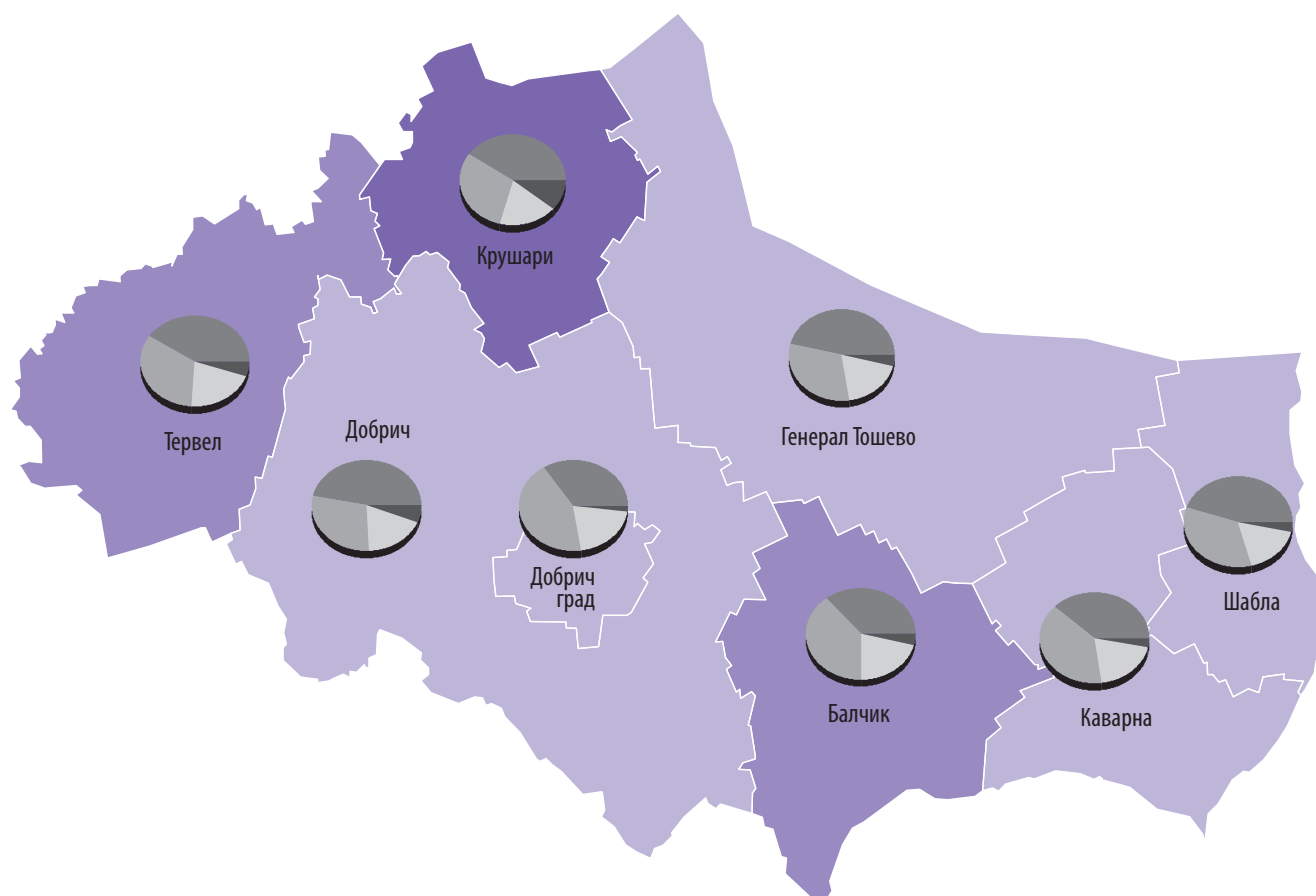 Крушари
Тервел
Добрич
Генерал Тошево
Добрич
град
Шабла
Балчик
Каварна